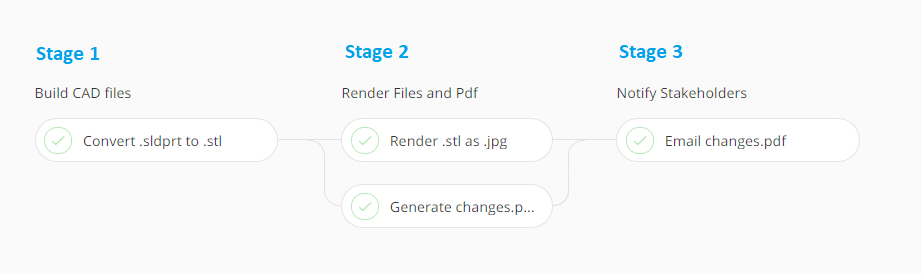 Stage 1
Stage 2
Stage 3
Build CAD files
Render Files and Pdf
Notify Stakeholders
Convert .sldprt to .stl
Render .stl as .jpg
Email changes.pdf
Generate changes.p...